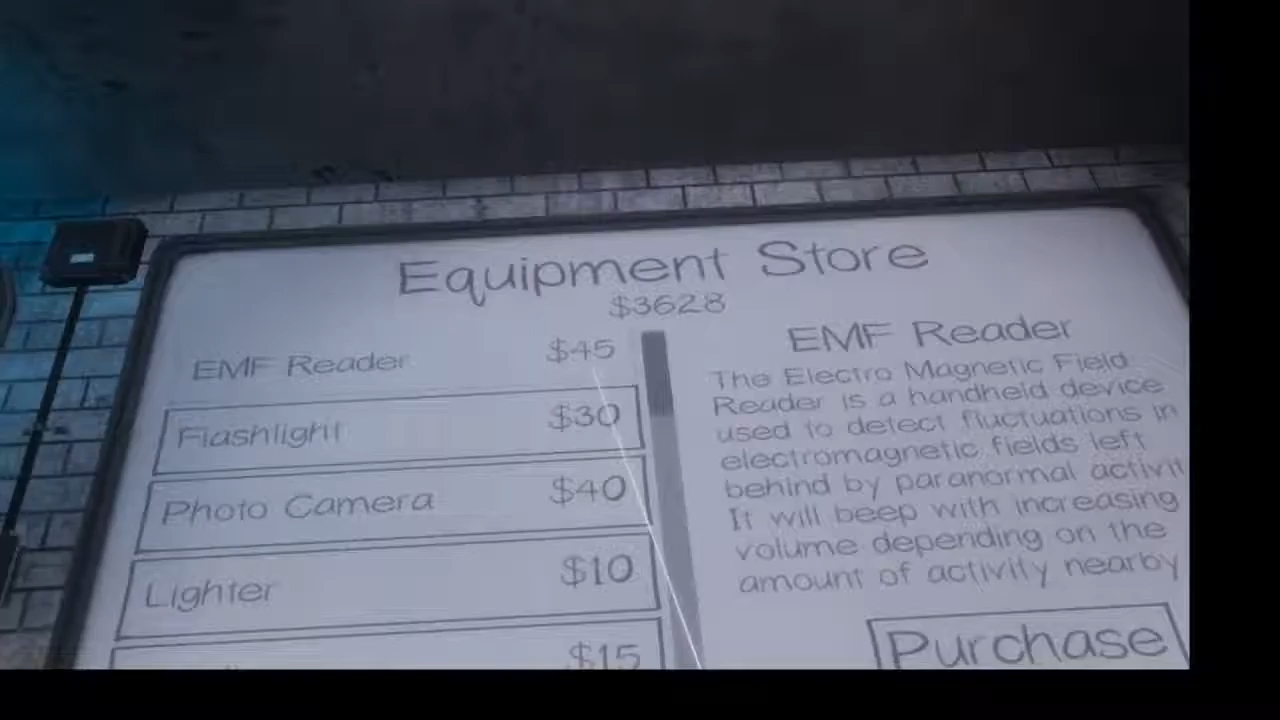 Equipment Store
$3628
EMF Reader $45
Flashlight $30
Photo Camera $40
Lighter $10
$15
EMF Reader
The Electro Magnetic Field
Reader is a handheld device
used to detect fluctuations in
electromagnetic fields left
behind by paranormal activit
It will beep with increasing
volume depending on the
amount of activity nearby
Purchase